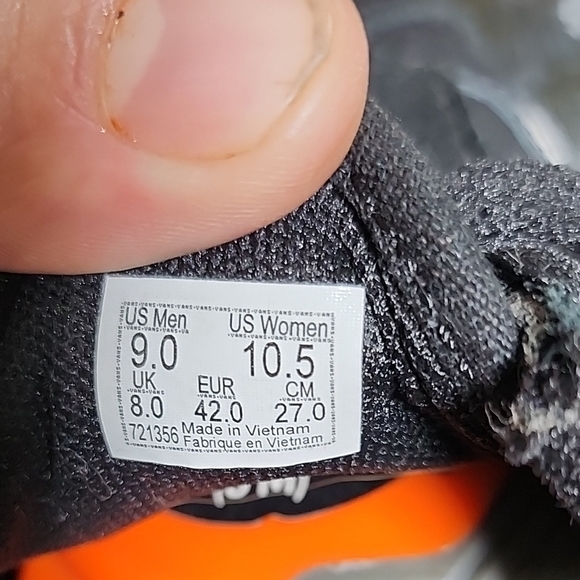 US Men US Women
9.0 10.5
UK EUR CM
8.0 42.0 27.0
721356 Made in Vietnam
Fabrique en Vietnam